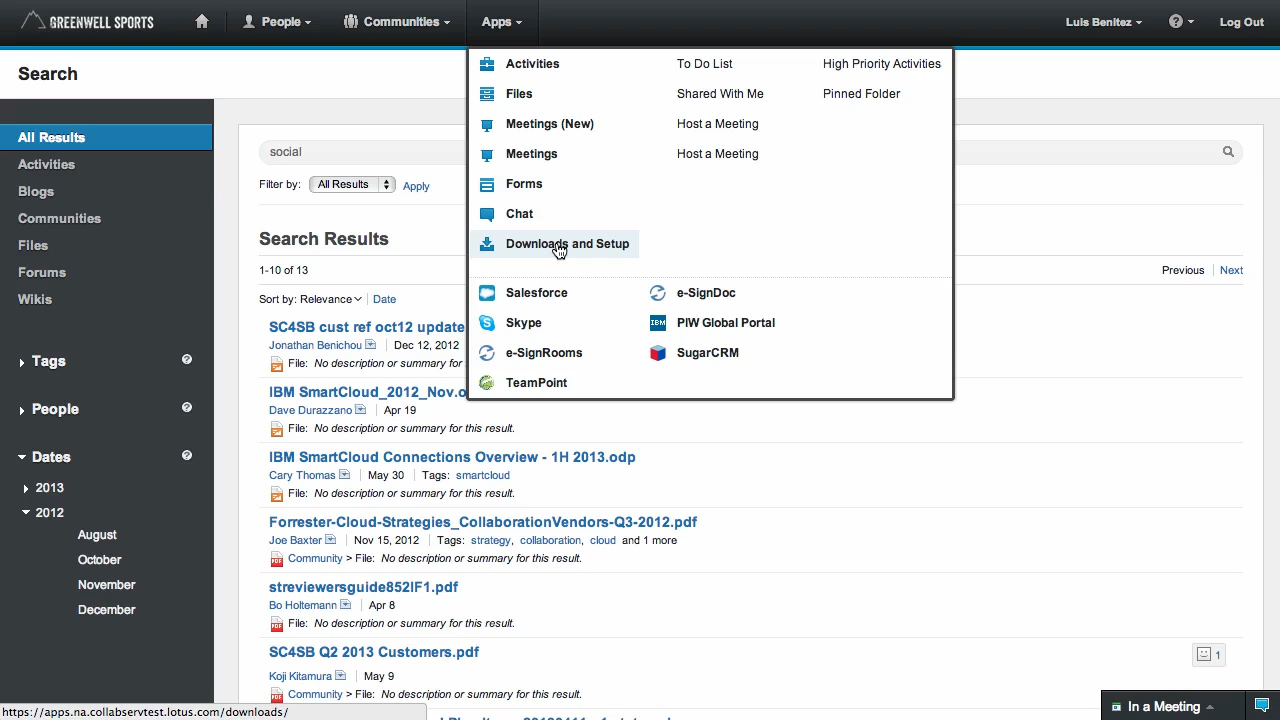 GREENWELL SPORTS
People
Communities
Apps
Luis Benitez
?
Log Out
Search
Activities
To Do List
High Priority Activities
Files
Shared With Me
Pinned Folder
Meetings (New)
Host a Meeting
Meetings
Host a Meeting
Forms
Chat
Downloads and Setup
Salesforce
e-SignDoc
Skype
IBM
PIW Global Portal
e-SignRooms
SugarCRM
TeamPoint
All Results
Activities
Blogs
Communities
Files
Forums
Wikis
Tags
?
People
?
Dates
?
2013
2012
August
October
November
December
social
Filter by: All Results Apply
Search Results
1-10 of 13
Previous | Next
Sort by: Relevance | Date
SC4SB cust ref oct12 update
Jonathan Benichou | Dec 12, 2012
File: No description or summary for
IBM SmartCloud_2012_Nov.o
Dave Durazzano | Apr 19
File: No description or summary for this result.
IBM SmartCloud Connections Overview - 1H 2013.odp
Cary Thomas | May 30 | Tags: smartcloud
File: No description or summary for this result.
Forrester-Cloud-Strategies_CollaborationVendors-Q3-2012.pdf
Joe Baxter | Nov 15, 2012 | Tags: strategy, collaboration, cloud and 1 more
PDF Community > File: No description or summary for this result.
streviewersguide852IF1.pdf
Bo Holtemann | Apr 8
PDF File: No description or summary for this result.
SC4SB Q2 2013 Customers.pdf
1
Koji Kitamura | May 9
PDF Community > File: No description or summary for this result.
https://apps.na.collabservtest.lotus.com/downloads/
In a Meeting